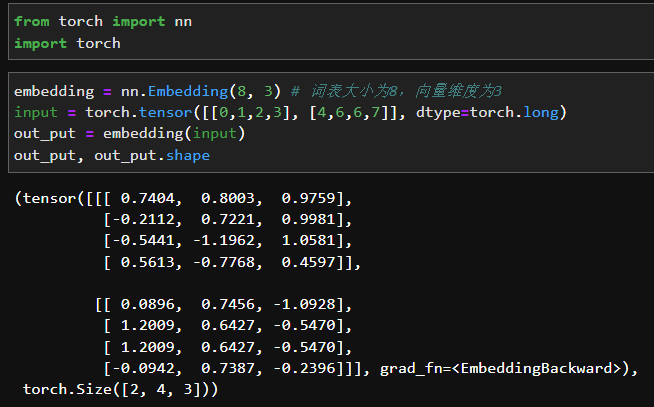 from torch import nn
import torch
embedding = nn.Embedding(8, 3) # 词表大小为8，向量维度为3
input = torch.tensor([[0,1,2,3], [4,6,6,7]], dtype=torch.long)
out_put = embedding(input)
out_put, out_put.shape
(tensor([[[ 0.7404,  0.8003,  0.9759],
[-0.2112,  0.7221,  0.9981],
[-0.5441, -1.1962,  1.0581],
[ 0.5613, -0.7768,  0.4597]],
[[ 0.0896,  0.7456, -1.0928],
[ 1.2009,  0.6427, -0.5470],
[ 1.2009,  0.6427, -0.5470],
[-0.0942,  0.7387, -0.2396]]], grad_fn=<EmbeddingBackward>),
torch.Size([2, 4, 3]))